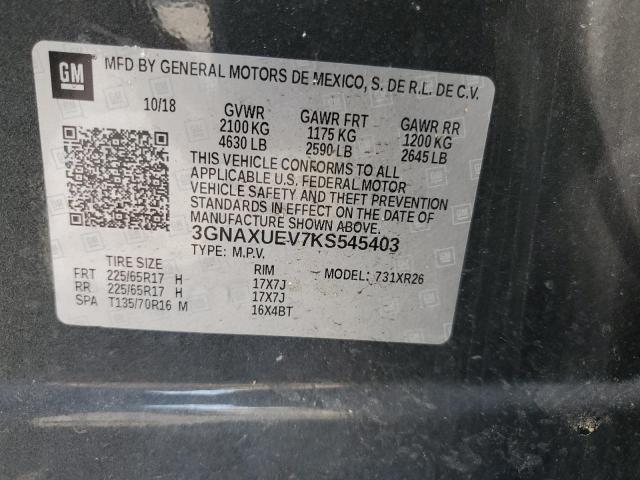 GM MFD BY GENERAL MOTORS DE MEXICO, S. DE R.L. DE C.V.
10/18 GVWR GAWR FRT GAWR RR
2100 KG 1175 KG 1200 KG
4630 LB 2590 LB 2645 LB
THIS VEHICLE CONFORMS TO ALL
APPLICABLE U.S. FEDERAL MOTOR
VEHICLE SAFETY AND THEFT PREVENTION
STANDARDS IN EFFECT ON THE DATE OF
MANUFACTURE SHOWN ABOVE.
3GNAXUEV7KS545403
TYPE: M.P.V.
TIRE SIZE RIM MODEL: 731XR26
FRT 225/65R17 H 17X7J
RR 225/65R17 H 17X7J
SPA T135/70R16 M 16X4BT